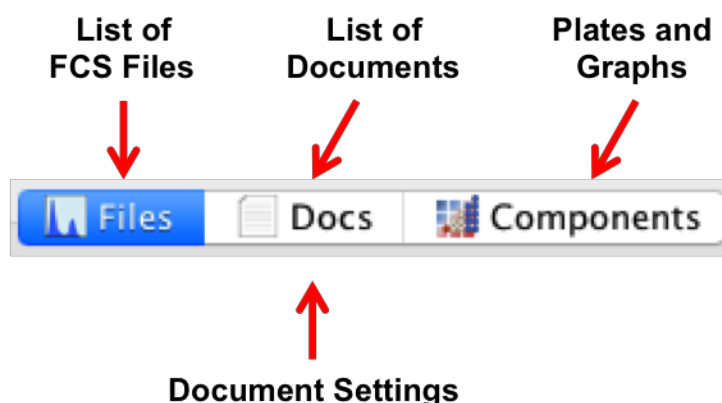 List of
FCS Files
List of
Documents
Plates and
Graphs
Files
Docs
Components
Document Settings